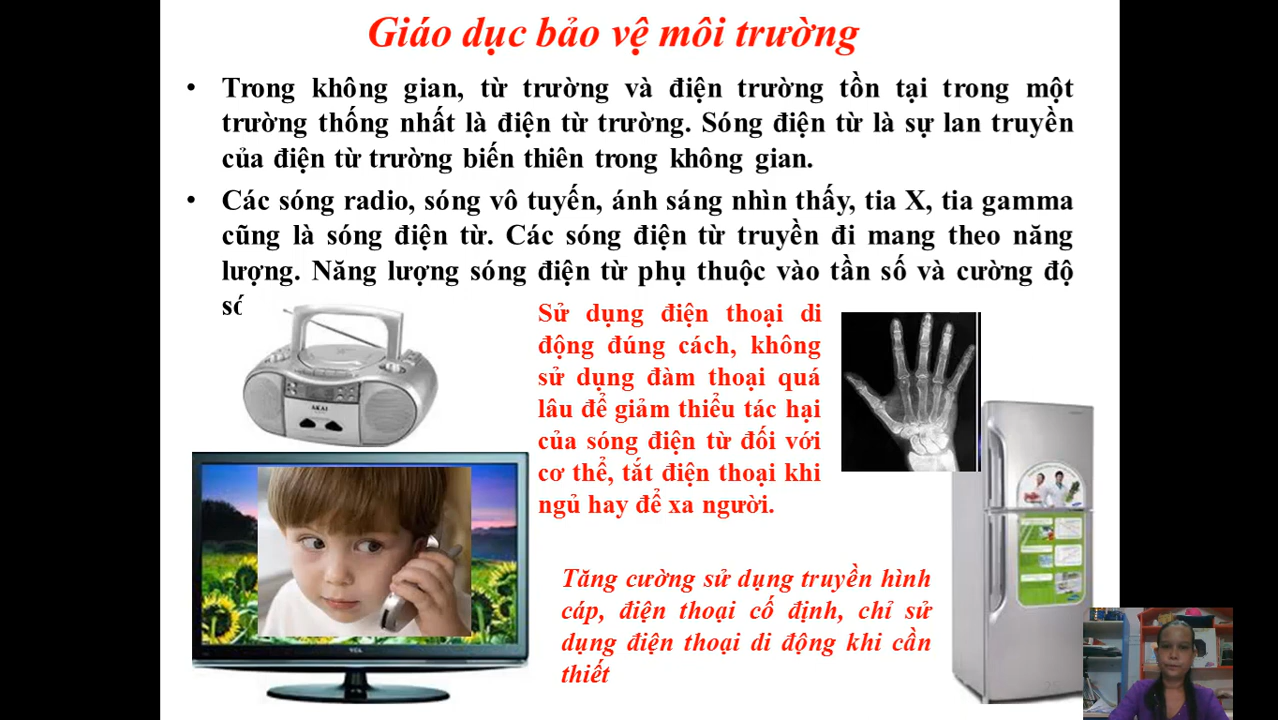 Giáo dục bảo vệ môi trường
• Trong không gian, từ trường và điện trường tồn tại trong một
trường thống nhất là điện từ trường. Sóng điện từ là sự lan truyền
của điện từ trường biến thiên trong không gian.
• Các sóng radio, sóng vô tuyến, ánh sáng nhìn thấy, tia X, tia gamma
cũng là sóng điện từ. Các sóng điện từ truyền đi mang theo năng
lượng. Năng lượng sóng điện từ phụ thuộc vào tần số và cường độ
Sử dụng điện thoại di
động đúng cách, không
sử dụng đàm thoại quá
lâu để giảm thiểu tác hại
của sóng điện từ đối với
cơ thể, tắt điện thoại khi
ngủ hay để xa người.
AKAI
TCL
Tăng cường sử dụng truyền hình
cáp, điện thoại cố định, chỉ sử
dụng điện thoại di động khi cần
thiết